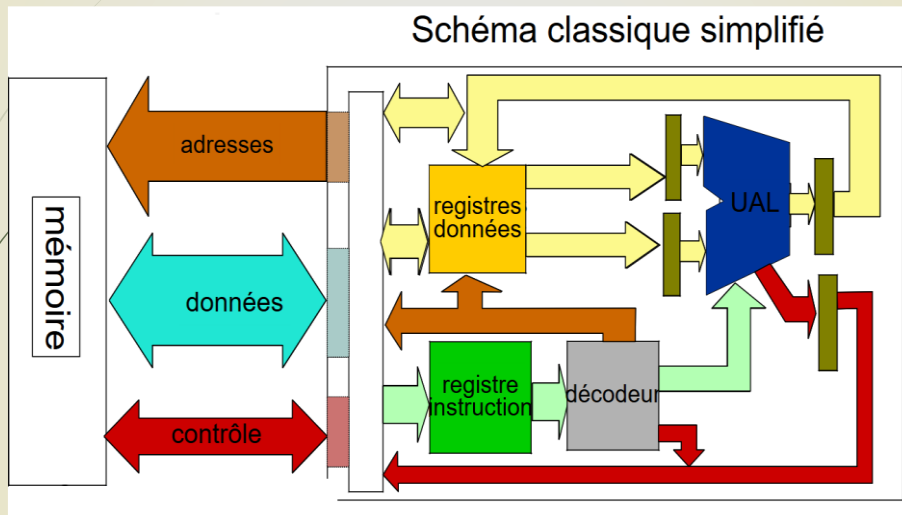 Schéma classique simplifié
mémoire
adresses
données
contrôle
registres
données
UAL
registre
instruction
décodeur